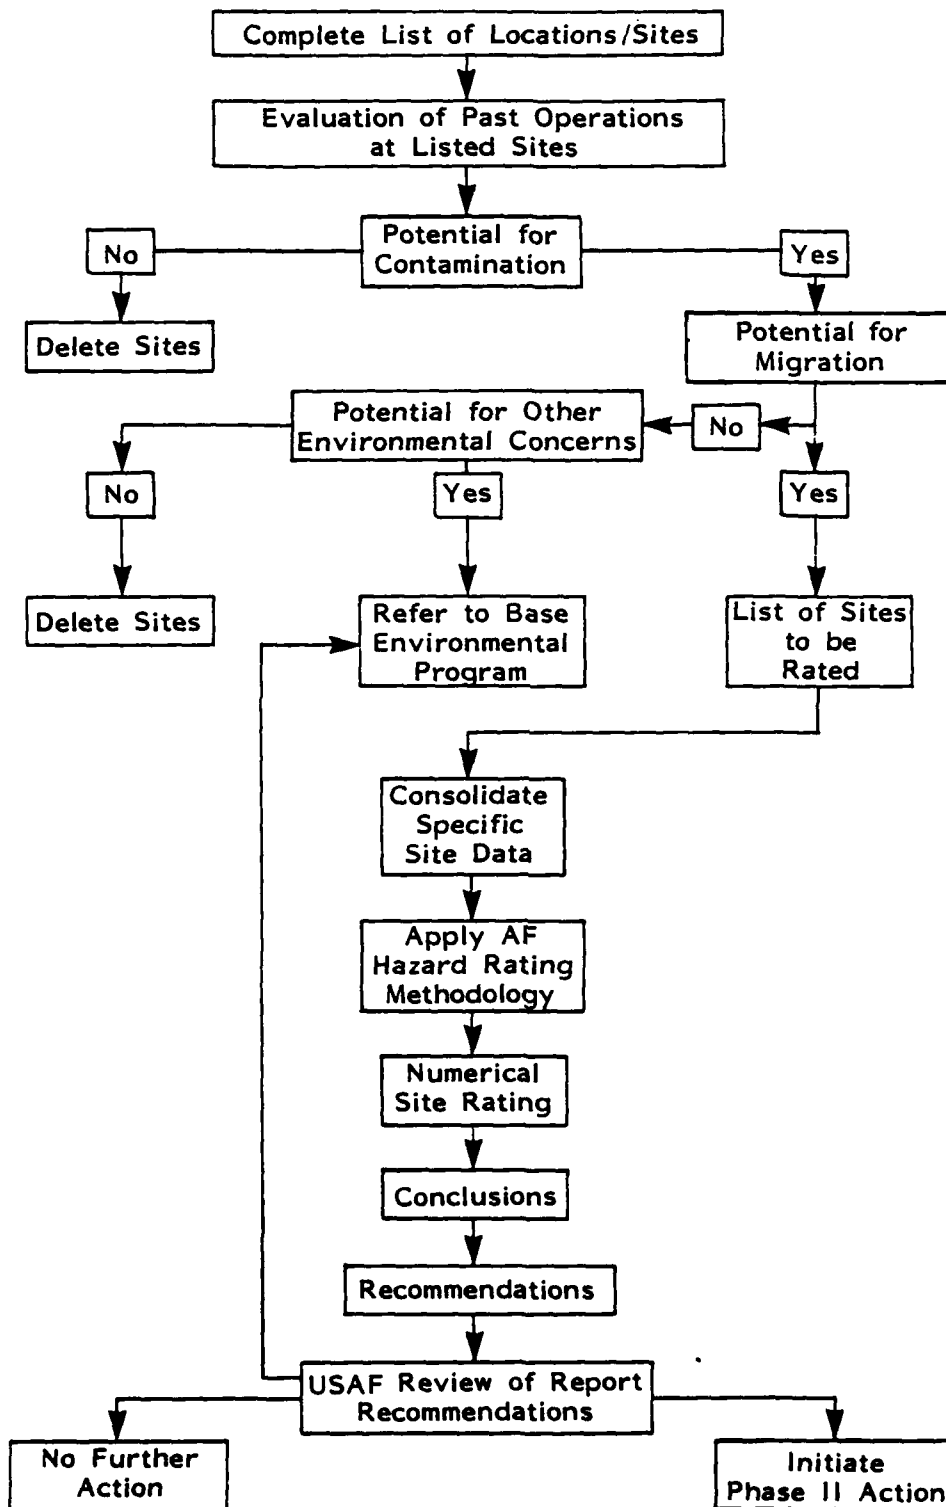 Complete List of Locations/Sites
Evaluation of Past Operations
at Listed Sites
Potential for
Contamination
No
Yes
Delete Sites
Potential for
Migration
Potential for Other
Environmental Concerns
No
No
Yes
Yes
Delete Sites
Refer to Base
Environmental
Program
List of Sites
to be
Rated
Consolidate
Specific
Site Data
Apply AF
Hazard Rating
Methodology
Numerical
Site Rating
Conclusions
Recommendations
USAF Review of Report
Recommendations
No Further
Action
Initiate
Phase II Action